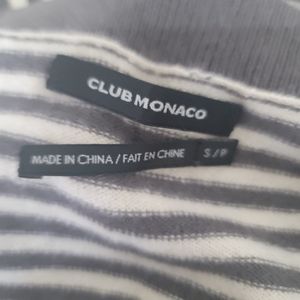 CLUB MONACO
MADE IN CHINA / FAIT EN CHINE S / P